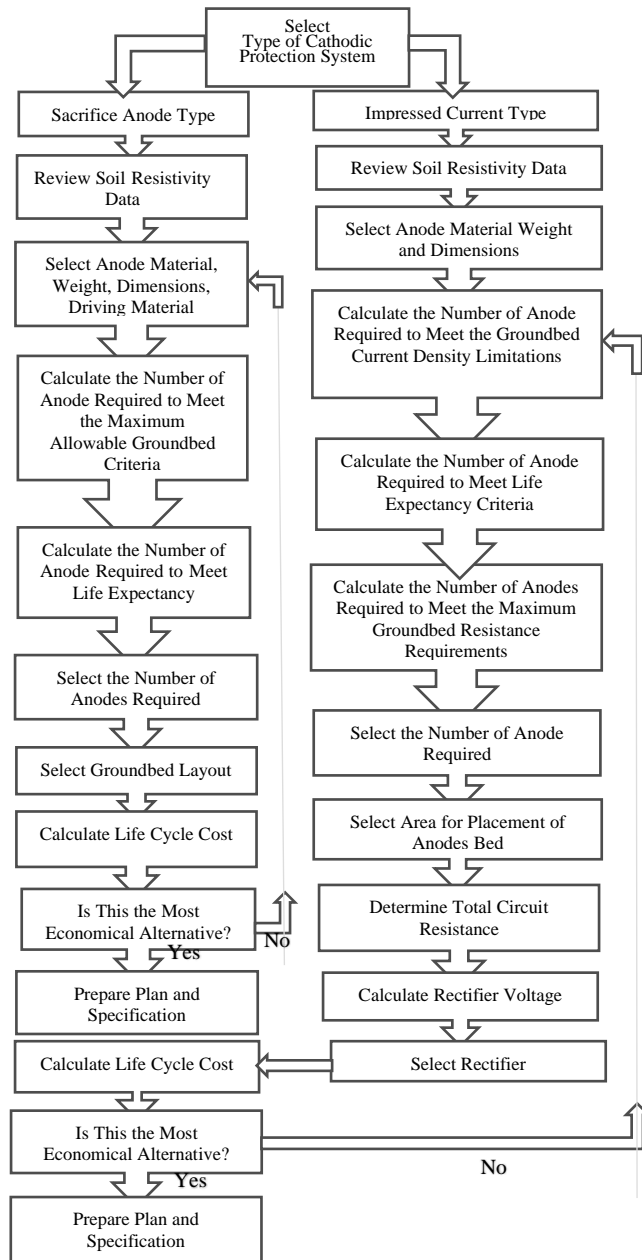 Select
Type of Cathodic
Protection System
Sacrifice Anode Type
Review Soil Resistivity
Data
Select Anode Material,
Weight, Dimensions,
Driving Material
Calculate the Number of
Anode Required to Meet
the Maximum
Allowable Groundbed
Criteria
Calculate the Number of
Anode Required to Meet
Life Expectancy
Select the Number of
Anodes Required
Select Groundbed Layout
Calculate Life Cycle Cost
Is This the Most
Economical Alternative?
Yes
No
Prepare Plan and
Specification
Impressed Current Type
Review Soil Resistivity Data
Select Anode Material Weight
and Dimensions
Calculate the Number of Anode
Required to Meet the Groundbed
Current Density Limitations
Calculate the Number of Anode
Required to Meet Life
Expectancy Criteria
Calculate the Number of Anodes
Required to Meet the Maximum
Groundbed Resistance
Requirements
Select the Number of Anode
Required
Select Area for Placement of
Anodes Bed
Determine Total Circuit
Resistance
Calculate Rectifier Voltage
Select Rectifier
Calculate Life Cycle Cost
Is This the Most
Economical Alternative?
Yes
No
Prepare Plan and
Specification